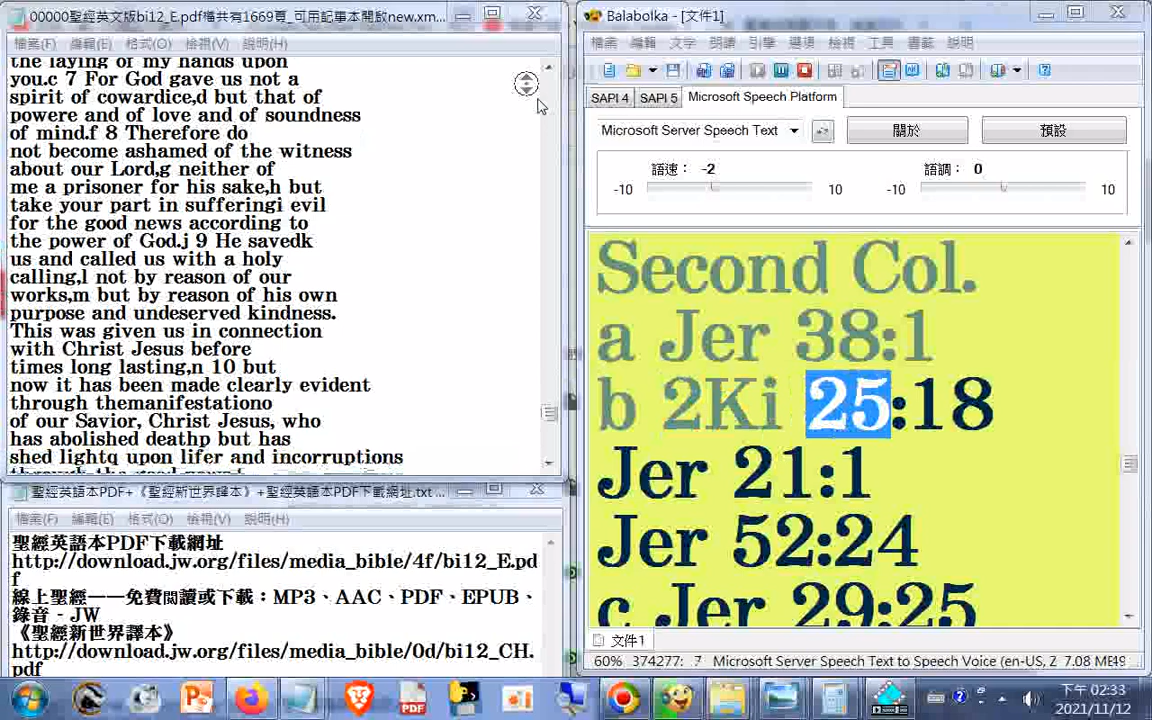 00000聖經英文版bi12_E.pdf檔共有1669頁_可用記事本開啟new.xm...
檔案(F) 編輯(E) 格式(O) 檢視(V) 說明(H)
the laying of my hands upon
you.c 7 For God gave us not a
spirit of cowardice,d but that of
powere and of love and of soundness
of mind.f 8 Therefore do
not become ashamed of the witness
about our Lord,g neither of
me a prisoner for his sake,h but
take your part in sufferingi evil
for the good news according to
the power of God.j 9 He savedk
us and called us with a holy
calling,l not by reason of our
works,m but by reason of his own
purpose and undeserved kindness.
This was given us in connection
with Christ Jesus before
times long lasting,n 10 but
now it has been made clearly evident
through themanifestationo
of our Savior, Christ Jesus, who
has abolished deathp but has
shed lightq upon lifer and incorruptions
聖經英語本PDF+《聖經新世界譯本》+聖經英語本PDF下載網址.txt ...
檔案(F) 編輯(E) 格式(O) 檢視(V) 說明(H)
聖經英語本PDF下載網址
http://download.jw.org/files/media_bible/4f/bi12_E.pd
f
線上聖經——免費閱讀或下載：MP3、AAC、PDF、EPUB、
錄音－JW
《聖經新世界譯本》
http://download.jw.org/files/media_bible/0d/bi12_CH.
pdf
Balabolka - [文件1]
檔案 編輯 文字 朗讀 引擎 選項 檢視 工具 書籤 說明
SAPI 4 SAPI 5 Microsoft Speech Platform
Microsoft Server Speech Text 關於 預設
語速： -2 語調： 0
-10 10 -10 10
Second Col.
a Jer 38:1
b 2Ki 25:18
Jer 21:1
Jer 52:24
c Jer 29:25
文件1
60% 374277: 7 Microsoft Server Speech Text to Speech Voice (en-US, Z 7.08 ME
PDF
下午 02:33
2021/11/12